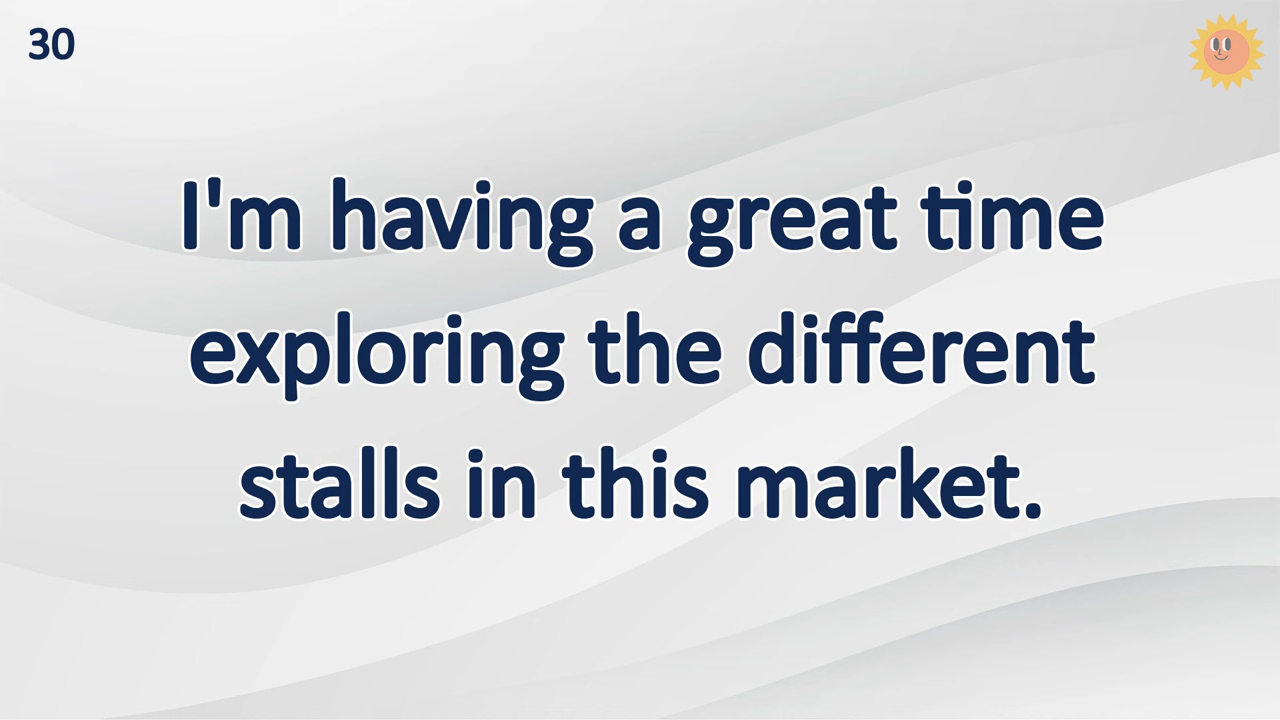 30
I'm having a great time
exploring the different
stalls in this market.